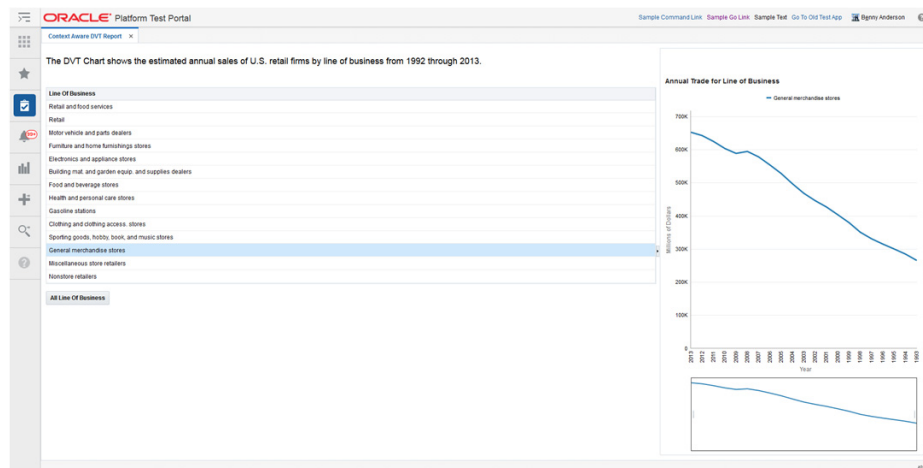 ORACLE Platform Test Portal
Sample Command Link Sample Go Link Sample Text Go To Old Test App Benny Anderson
Context Aware DVT Report ×
The DVT Chart shows the estimated annual sales of U.S. retail firms by line of business from 1992 through 2013.
Line Of Business
Retail and food services
Retail
Motor vehicle and parts dealers
Furniture and home furnishings stores
Electronics and appliance stores
Building mat. and garden equip. and supplies dealers
Food and beverage stores
Health and personal care stores
Gasoline stations
Clothing and clothing access. stores
Sporting goods, hobby, book, and music stores
General merchandise stores
Miscellaneous store retailers
Nonstore retailers
All Line Of Business
99+
Annual Trade for Line of Business
General merchandise stores
Millions of Dollars
700K
600K
500K
400K
300K
200K
100K
0
2013
2012
2011
2010
2009
2008
2007
2006
2005
2004
2003
2002
2001
2000
1999
1998
1997
1996
1995
1994
1993
Year